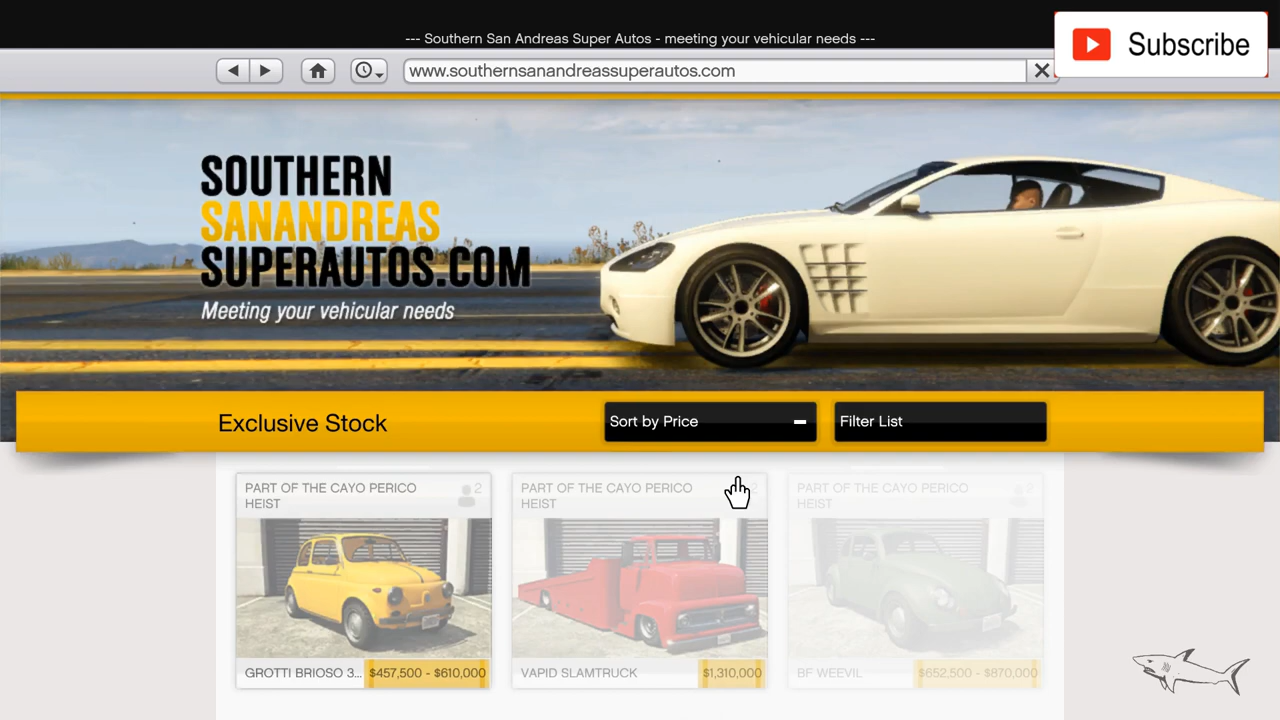 --- Southern San Andreas Super Autos - meeting your vehicular needs ---
Subscribe
www.southernsanandreassuperautos.com
SOUTHERN
SANANDREAS
SUPERAUTOS.COM
Meeting your vehicular needs
Exclusive Stock
Sort by Price
Filter List
PART OF THE CAYO PERICO
HEIST
2
PART OF THE CAYO PERICO
HEIST
2
PART OF THE CAYO PERICO
HEIST
2
GROTTI BRIOSO 3... $457,500 - $610,000
VAPID SLAMTRUCK $1,310,000
BF WEEVIL $652,500 - $870,000